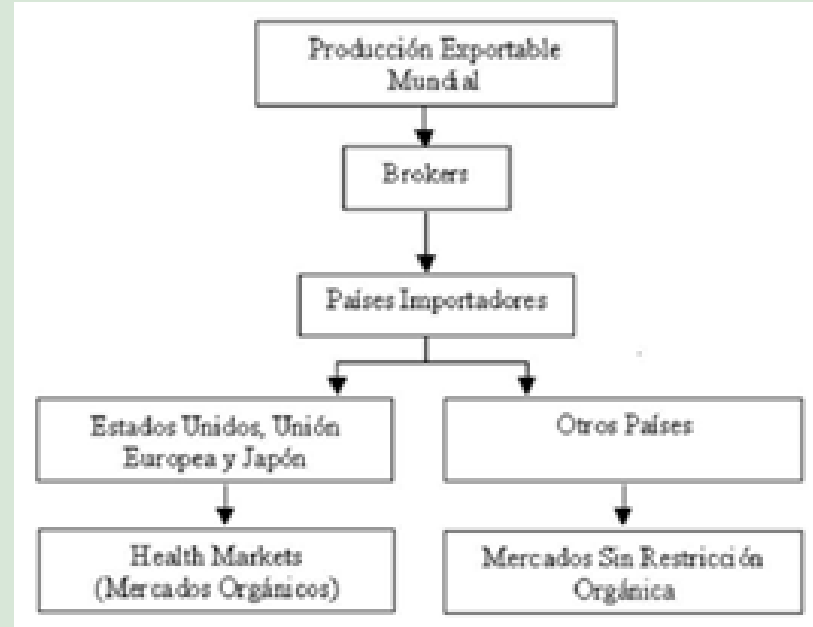 Producción Exportable
Mundial
Brokers
Países Importadores
Estados Unidos, Unión
Europea y Japón
Otros Países
Health Markets
(Mercados Orgánicos)
Mercados Sin Restricción
Orgánica